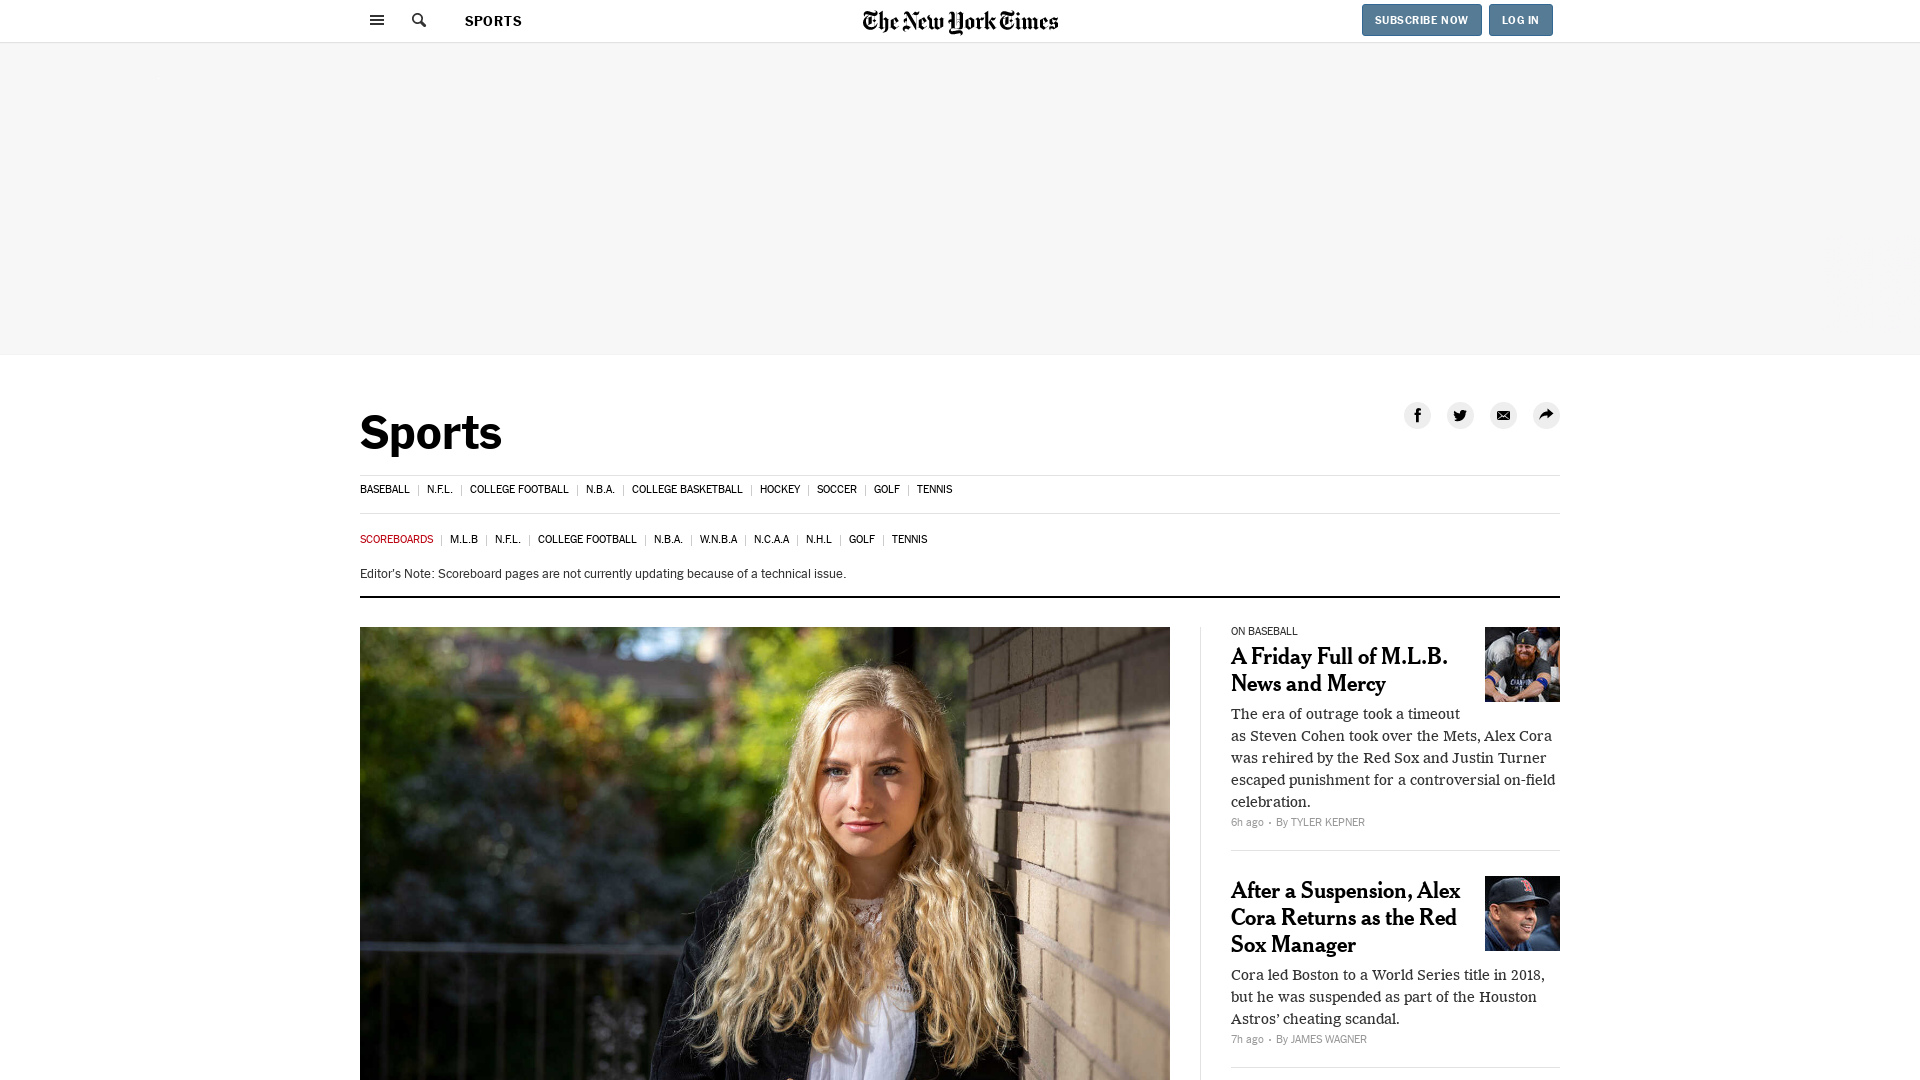 SPORTS
The New York Times
SUBSCRIBE NOW
LOG IN
Sports
BASEBALL | N.F.L. | COLLEGE FOOTBALL | N.B.A. | COLLEGE BASKETBALL | HOCKEY | SOCCER | GOLF | TENNIS
SCOREBOARDS | M.L.B | N.F.L. | COLLEGE FOOTBALL | N.B.A. | W.N.B.A | N.C.A.A | N.H.L | GOLF | TENNIS
Editor's Note: Scoreboard pages are not currently updating because of a technical issue.
ON BASEBALL
A Friday Full of M.L.B.
News and Mercy
The era of outrage took a timeout
as Steven Cohen took over the Mets, Alex Cora
was rehired by the Red Sox and Justin Turner
escaped punishment for a controversial on-field
celebration.
6h ago • By TYLER KEPNER
After a Suspension, Alex
Cora Returns as the Red
Sox Manager
Cora led Boston to a World Series title in 2018,
but he was suspended as part of the Houston
Astros’ cheating scandal.
7h ago • By JAMES WAGNER